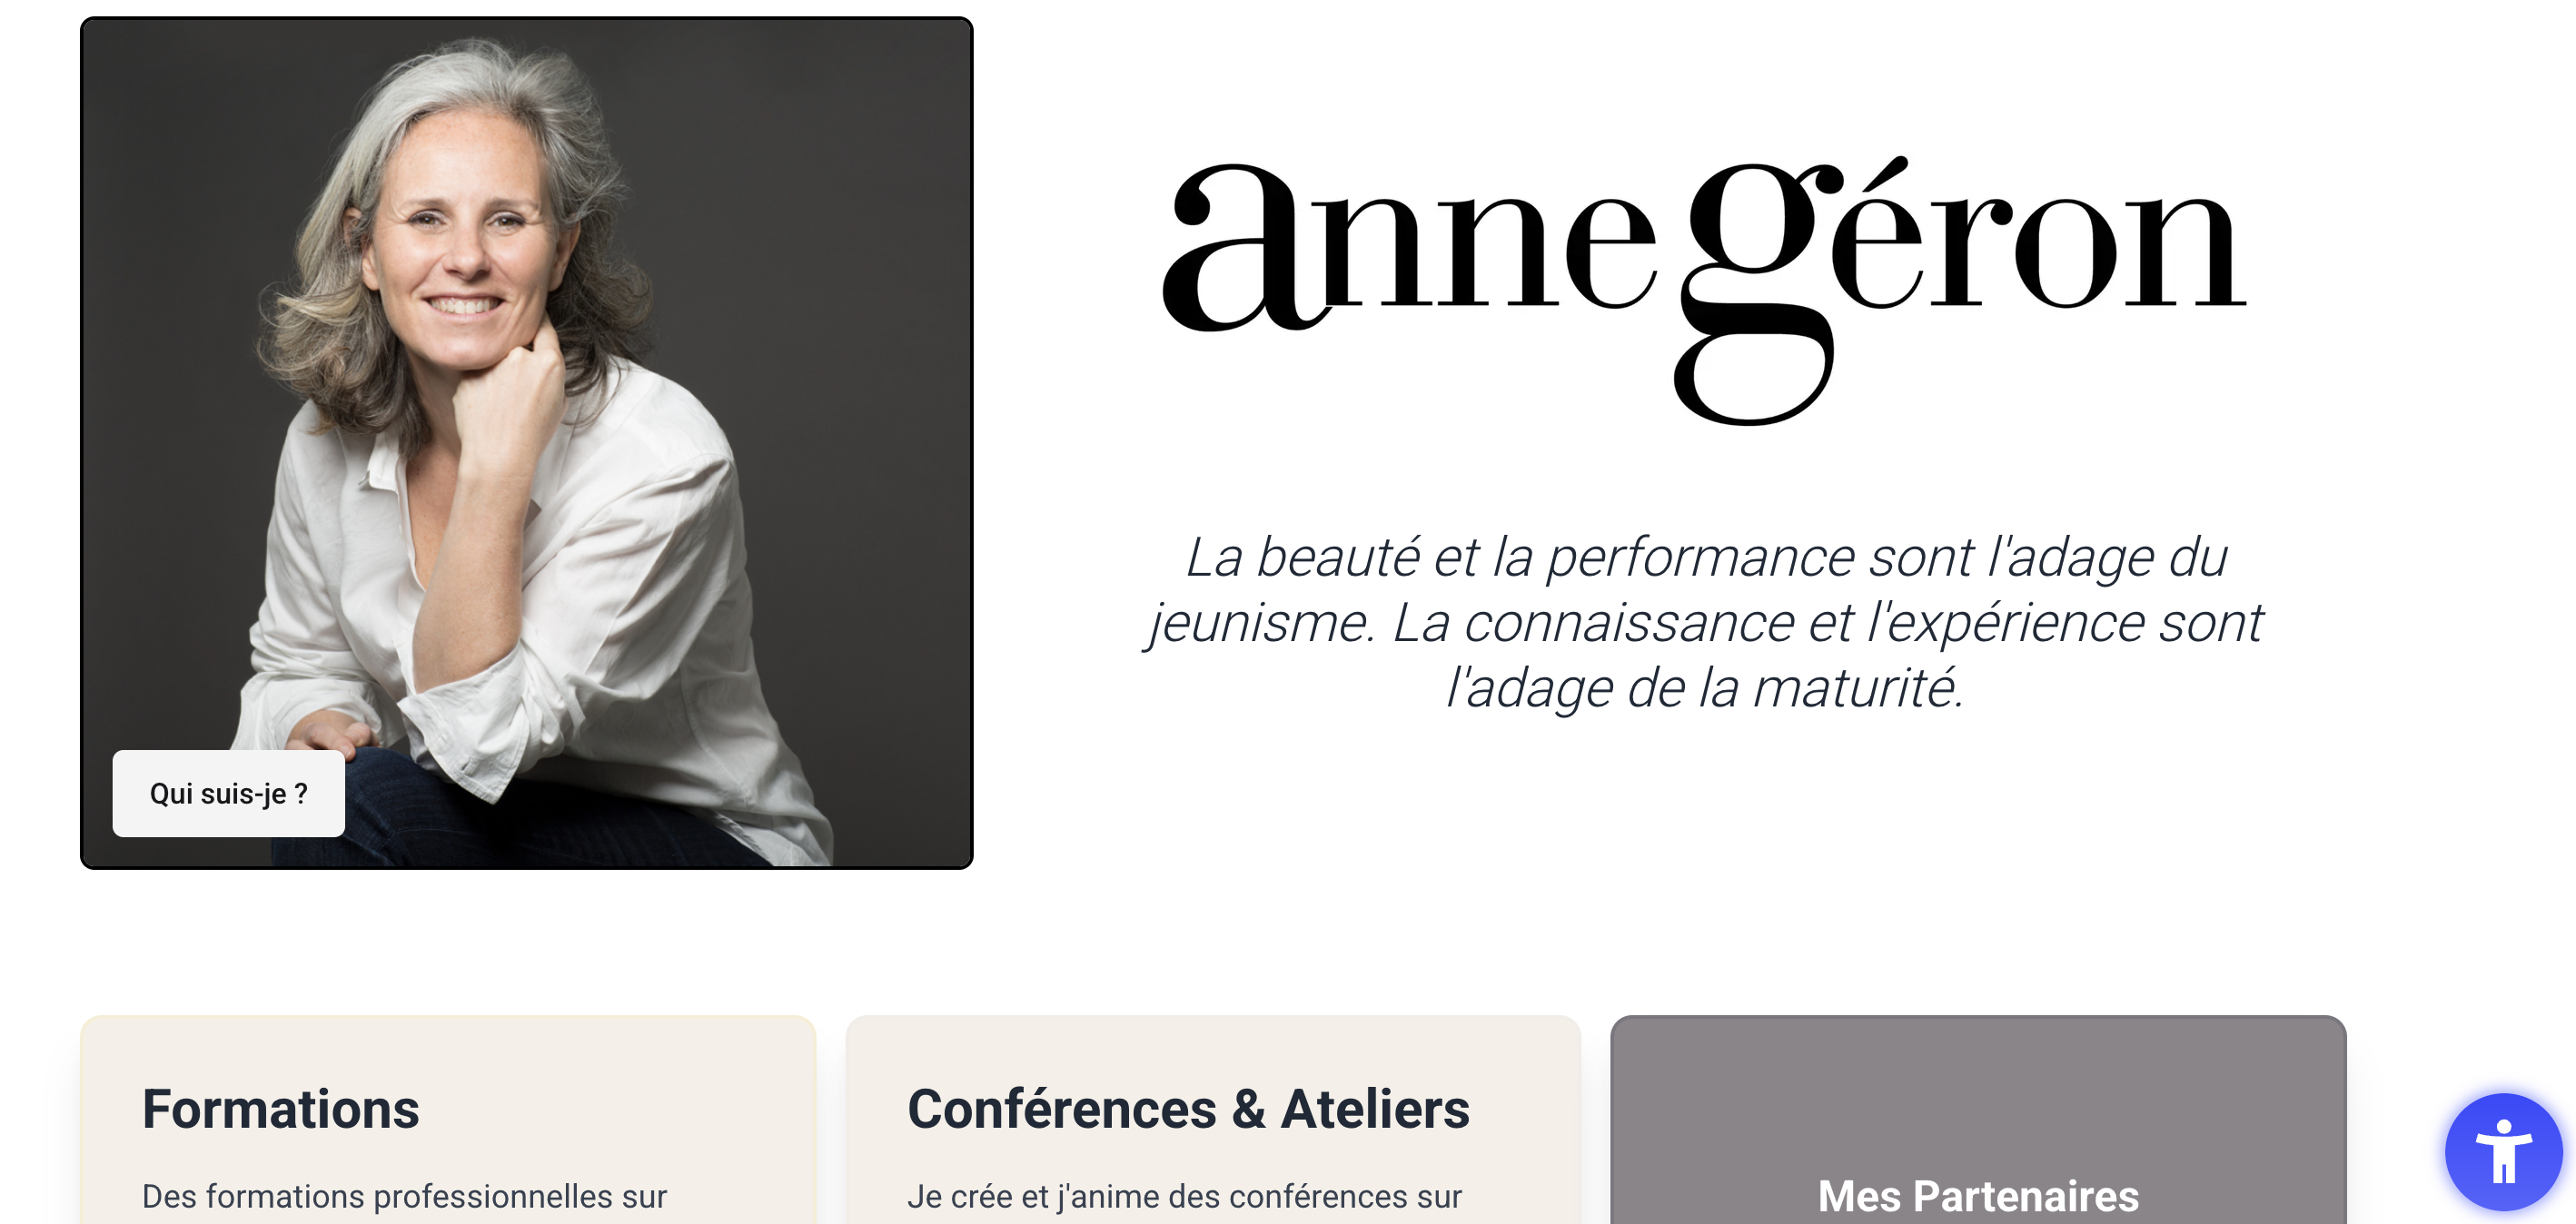 anne géron
La beauté et la performance sont l'adage du
jeunisme. La connaissance et l'expérience sont
l'adage de la maturité.
Qui suis-je ?
Formations
Des formations professionnelles sur
Conférences & Ateliers
Je crée et j'anime des conférences sur
Mes Partenaires